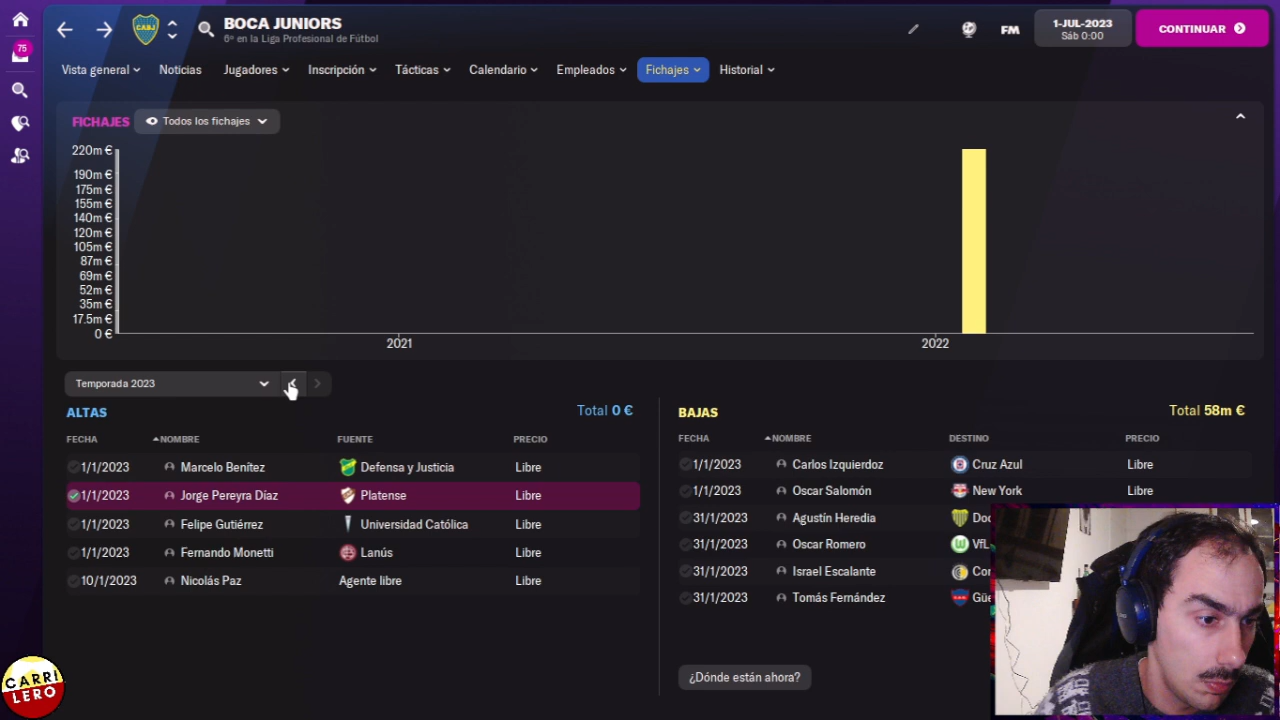 75
BOCA JUNIORS
6ª en la Liga Profesional de Fútbol
FM
1-JUL-2023
Sáb 0:00
CONTINUAR
Vista general
Noticias
Jugadores
Inscripción
Tácticas
Calendario
Empleados
Fichajes
Historial
FICHAJES
Todos los fichajes
220m €
190m €
175m €
155m €
140m €
120m €
105m €
87m €
69m €
52m €
35m €
17.5m €
0 €
2021
2022
Temporada 2023
ALTAS
Total 0 €
FECHA NOMBRE FUENTE PRECIO
1/1/2023 Marcelo Benítez Defensa y Justicia Libre
1/1/2023 Jorge Pereyra Díaz Platense Libre
1/1/2023 Felipe Gutiérrez Universidad Católica Libre
1/1/2023 Fernando Monetti Lanús Libre
10/1/2023 Nicolás Paz Agente libre Libre
BAJAS
Total 58m €
FECHA NOMBRE DESTINO PRECIO
1/1/2023 Carlos Izquierdoz Cruz Azul Libre
1/1/2023 Oscar Salomón New York Libre
31/1/2023 Agustín Heredia
31/1/2023 Oscar Romero VfL
31/1/2023 Israel Escalante
31/1/2023 Tomás Fernández
¿Dónde están ahora?
CARRI
LERO